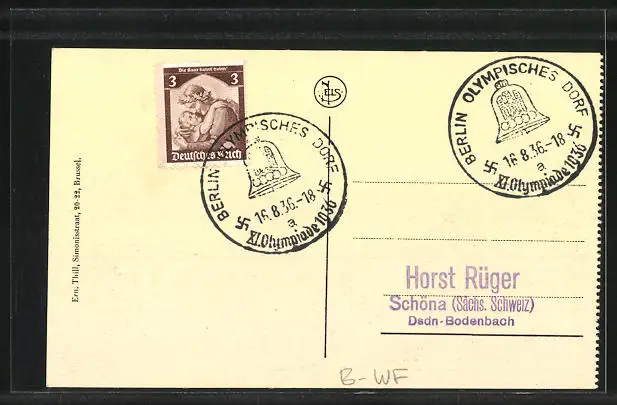 Die Saar kehrt heim!
3 3
Deutsches Reich
NELS
BERLIN OLYMPISCHES DORF
16.8.36.-18
a
XI. Olympiade 1936
BERLIN OLYMPISCHES DORF
16.8.36.-18
a
XI. Olympiade 1936
Ern. Thill, Simonisstraat, 20-22, Brussel.
Horst Rüger
Schöna (Sächs. Schweiz)
Dsdn-Bodenbach
B-WF